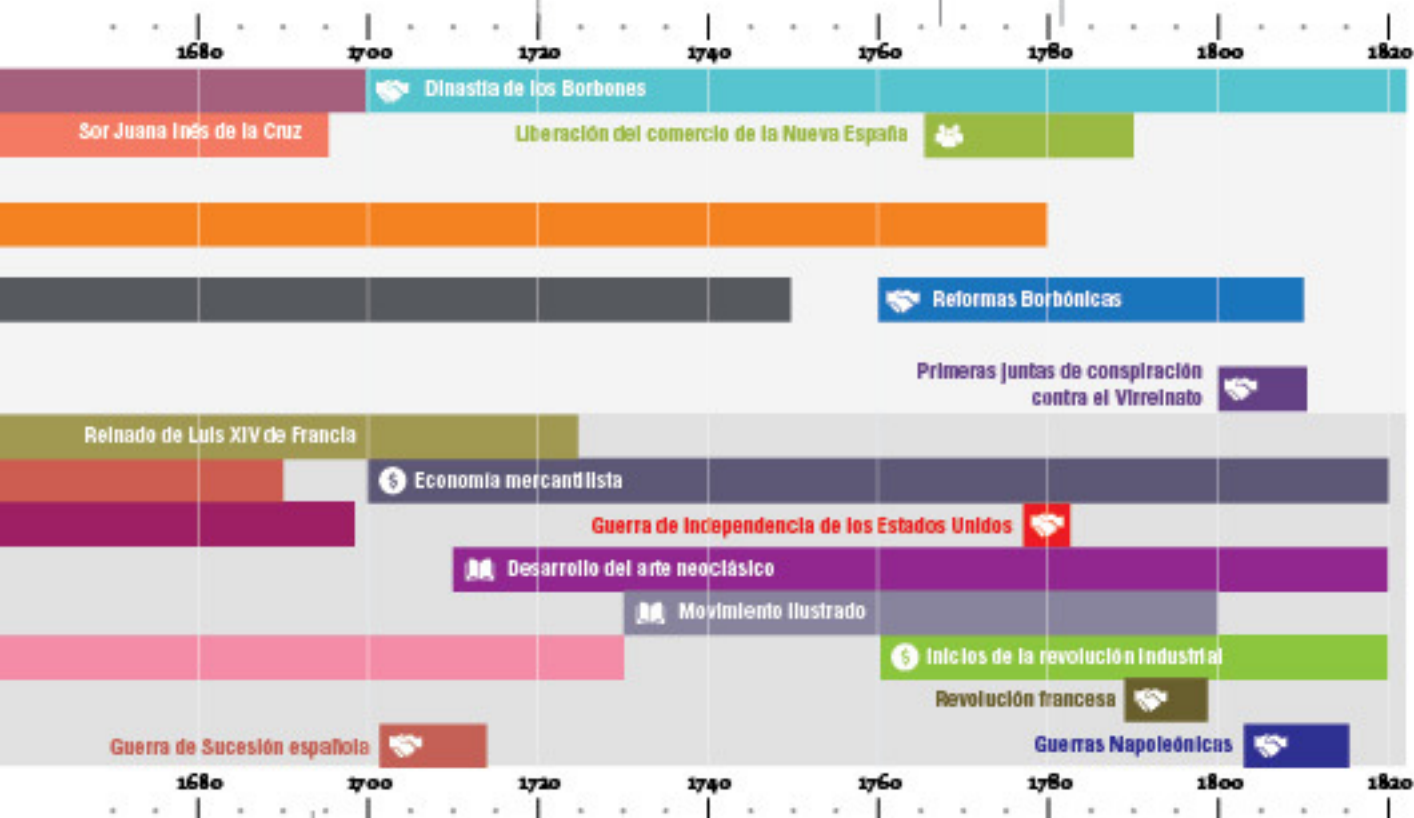 1680 1700 1720 1740 1760 1780 1800 1820
Dinastía de los Borbones
Sor Juana Inés de la Cruz
Liberación del comercio de la Nueva España
Reformas Borbónicas
Primeras juntas de conspiración
contra el Virreinato
Reinado de Luis XIV de Francia
$ Economía mercantilista
Guerra de Independencia de los Estados Unidos
Desarrollo del arte neoclásico
Movimiento ilustrado
$ Inicios de la revolución industrial
Revolución francesa
Guerra de Sucesión española
Guerras Napoleónicas
1680 1700 1720 1740 1760 1780 1800 1820